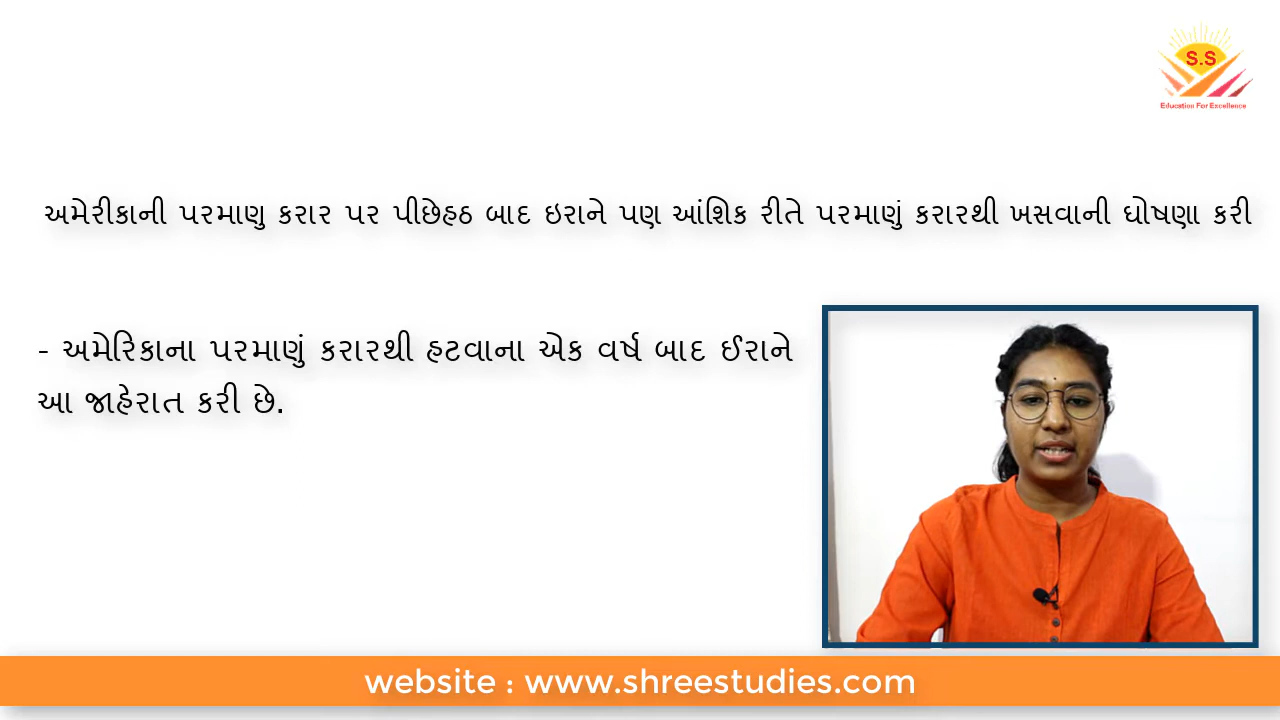 S.S
Education For Excellence
અમેરીકાની પરમાણુ કરાર પર પીછેહઠ બાદ ઇરાને પણ આંશિક રીતે પરમાણું કરારથી ખસવાની ઘોષણા કરી
- અમેરિકાના પરમાણું કરારથી હટવાના એક વર્ષ બાદ ઈરાને
આ જાહેરાત કરી છે.
website : www.shreestudies.com